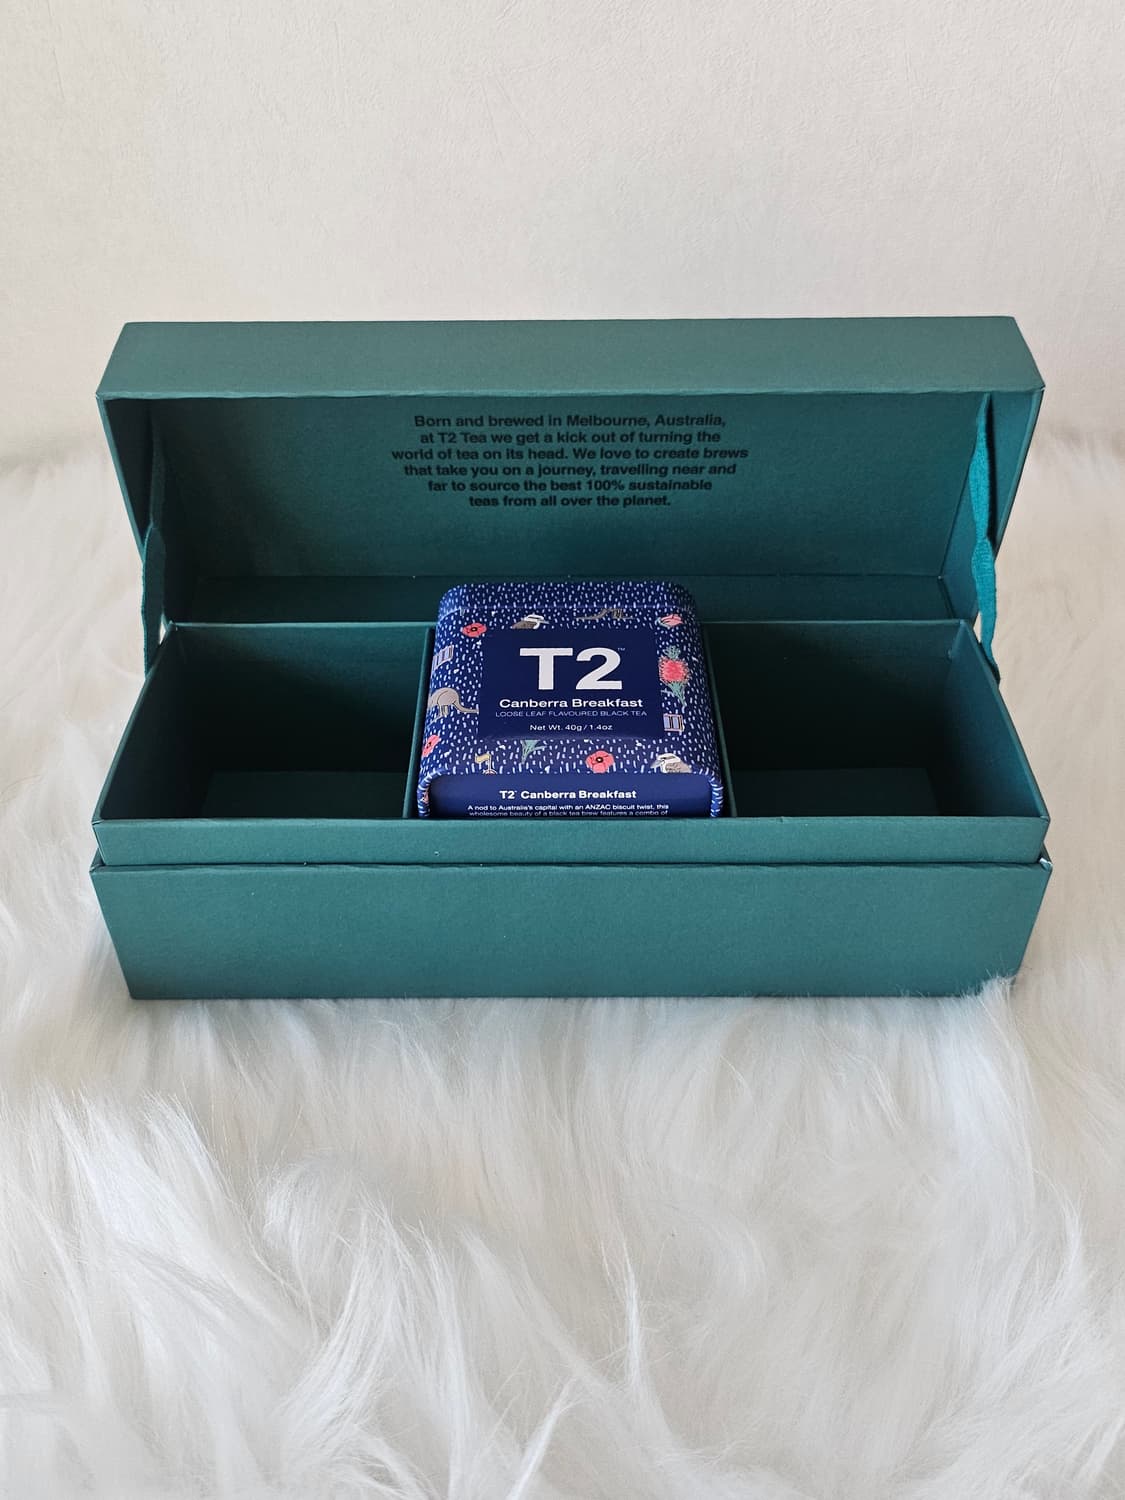 Born and brewed in Melbourne, Australia,
at T2 Tea we get a kick out of turning the
world of tea on its head. We love to create brews
that take you on a journey, travelling near and
far to source the best 100% sustainable
teas from all over the planet.
T2™
Canberra Breakfast
LOOSE LEAF FLAVOURED BLACK TEA
Net Wt. 40g / 1.4oz
T2® Canberra Breakfast
A nod to Australia's capital with an ANZAC biscuit twist, this
wholesome beauty of a black tea brew features a combo of